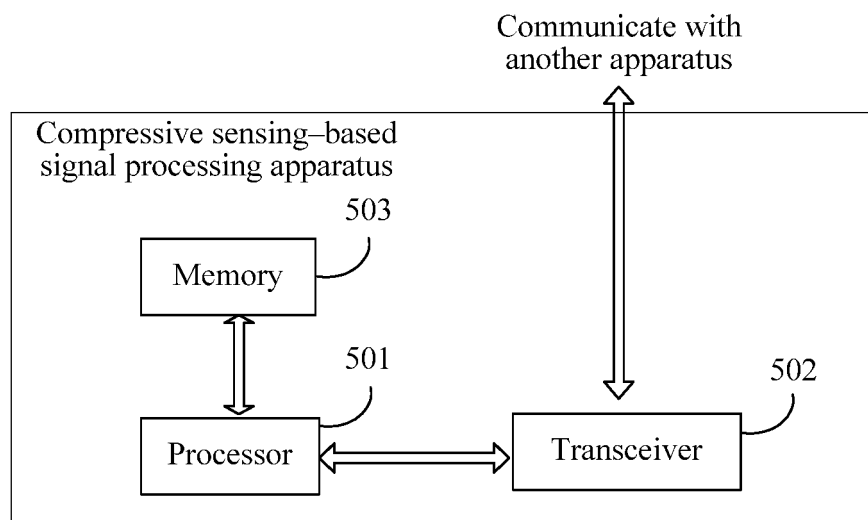 Communicate with
another apparatus
Compressive sensing–based
signal processing apparatus
503
Memory
501
502
Processor
Transceiver